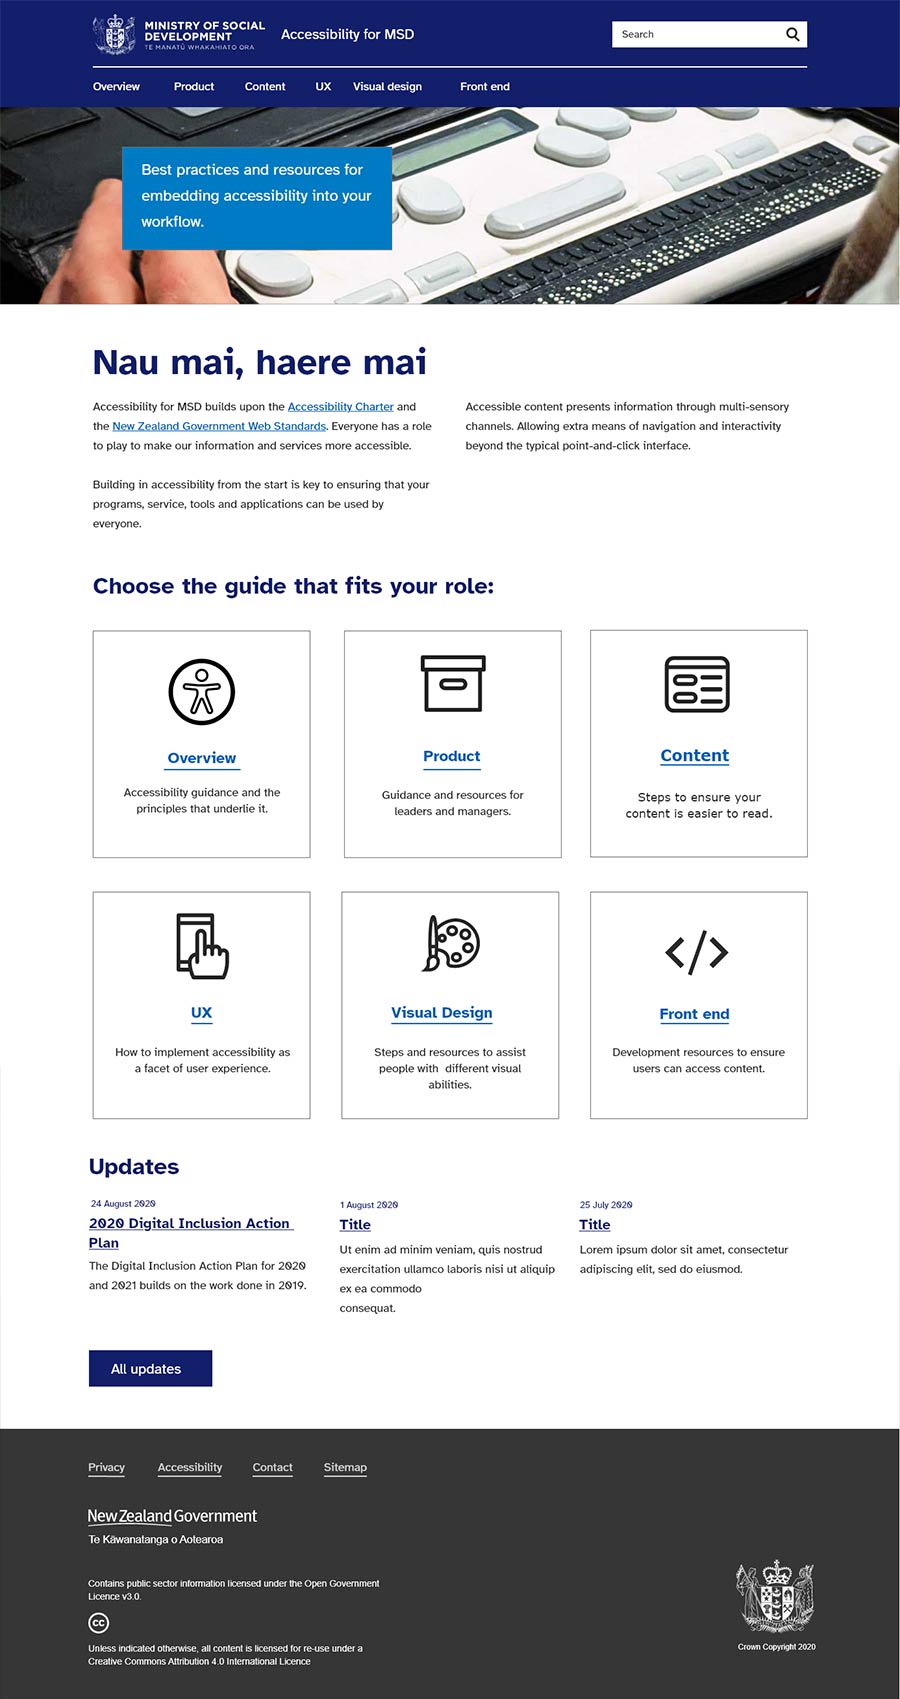 MINISTRY OF SOCIAL
DEVELOPMENT
TE MANATŪ WHAKAHIATO ORA
Accessibility for MSD
Search
Overview
Product
Content
UX
Visual design
Front end
Best practices and resources for
embedding accessibility into your
workflow.
Nau mai, haere mai
Accessibility for MSD builds upon the Accessibility Charter and
the New Zealand Government Web Standards. Everyone has a role
to play to make our information and services more accessible.
Building in accessibility from the start is key to ensuring that your
programs, service, tools and applications can be used by
everyone.
Accessible content presents information through multi-sensory
channels. Allowing extra means of navigation and interactivity
beyond the typical point-and-click interface.
Choose the guide that fits your role:
Overview
Accessibility guidance and the
principles that underlie it.
Product
Guidance and resources for
leaders and managers.
Content
Steps to ensure your
content is easier to read.
UX
How to implement accessibility as
a facet of user experience.
Visual Design
Steps and resources to assist
people with different visual
abilities.
</>
Front end
Development resources to ensure
users can access content.
Updates
24 August 2020
2020 Digital Inclusion Action
Plan
The Digital Inclusion Action Plan for 2020
and 2021 builds on the work done in 2019.
1 August 2020
Title
Ut enim ad minim veniam, quis nostrud
exercitation ullamco laboris nisi ut aliquip
ex ea commodo
consequat.
25 July 2020
Title
Lorem ipsum dolor sit amet, consectetur
adipiscing elit, sed do eiusmod.
All updates
Privacy
Accessibility
Contact
Sitemap
New Zealand Government
Te Kāwanatanga o Aotearoa
Contains public sector information licensed under the Open Government
Licence v3.0.
cc
Unless indicated otherwise, all content is licensed for re-use under a
Creative Commons Attribution 4.0 International Licence
Crown Copyright 2020